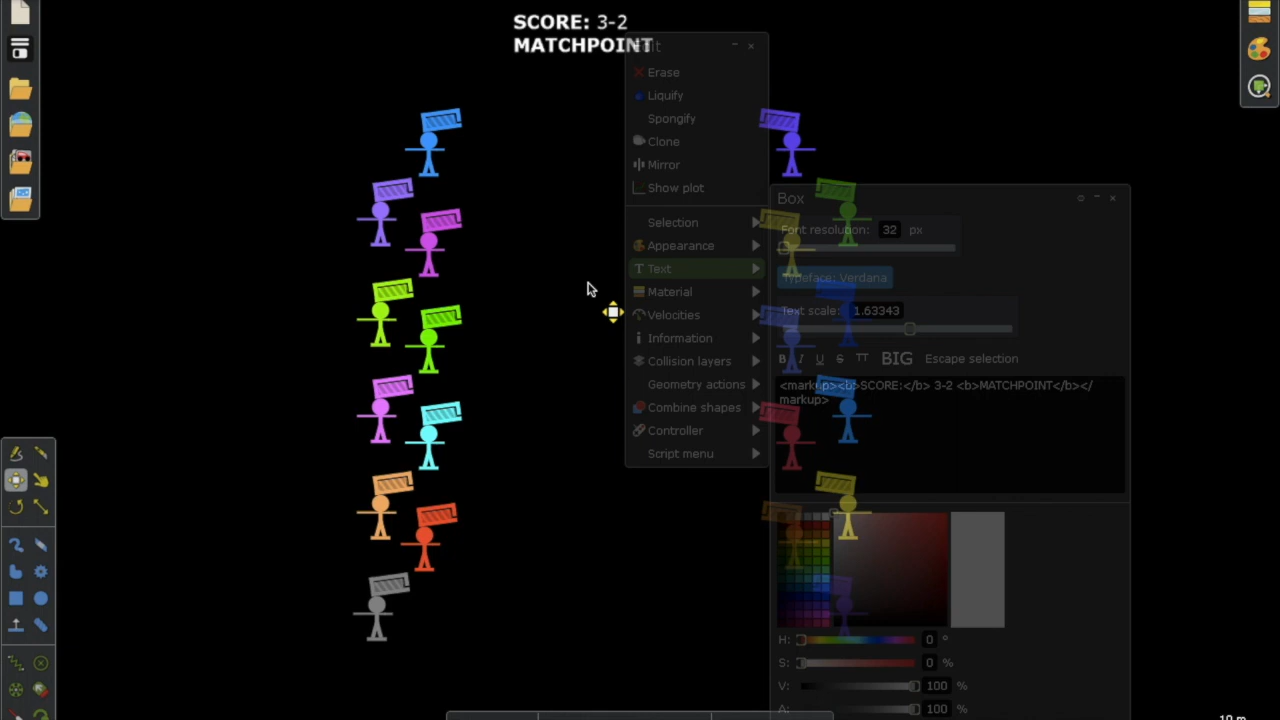 SCORE: 3-2
MATCHPOINT
Erase
Liquify
Spongify
Clone
Mirror
Show plot
Selection
Appearance
Text
Material
Velocities
Information
Collision layers
Geometry actions
Combine shapes
Controller
Script menu
Box
Font resolution: 32 px
Typeface: Verdana
Text scale: 1.63343
B I U S TT BIG Escape selection
<markup><b>SCORE:</b> 3-2 <b>MATCHPOINT</b></
markup>
H: 0 °
S: 0 %
V: 100 %
A: 100 %